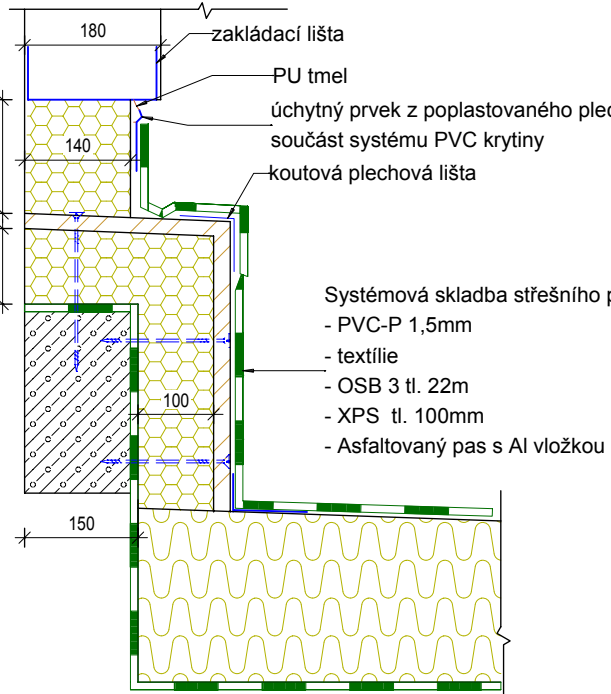 180
zakládací lišta
PU tmel
úchytný prvek z poplastovaného plec
součást systému PVC krytiny
140
koutová plechová lišta
Systémová skladba střešního p
- PVC-P 1,5mm
- textílie
- OSB 3 tl. 22m
- XPS tl. 100mm
- Asfaltovaný pas s Al vložkou
100
150